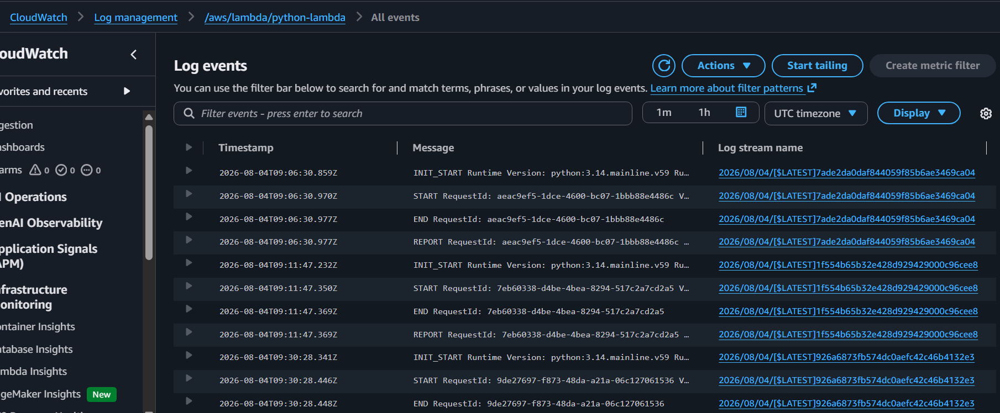 CloudWatch > Log management > /aws/lambda/python-lambda > All events
oudWatch
vorites and recents
gestion
ashboards
arms 0 0 0
I Operations
enAI Observability
pplication Signals
APM)
nfrastructure
onitoring
ontainer Insights
atabase Insights
mbda Insights
geMaker Insights New
Log events
Actions
Start tailing
Create metric filter
You can use the filter bar below to search for and match terms, phrases, or values in your log events. Learn more about filter patterns
Filter events - press enter to search
1m 1h
UTC timezone
Display
Timestamp Message Log stream name
2026-08-04T09:06:30.859Z INIT_START Runtime Version: python:3.14.mainline.v59 Ru… 2026/08/04/[$LATEST]7ade2da0daf844059f85b6ae3469ca04
2026-08-04T09:06:30.970Z START RequestId: aeac9ef5-1dce-4600-bc07-1bbb88e4486c V… 2026/08/04/[$LATEST]7ade2da0daf844059f85b6ae3469ca04
2026-08-04T09:06:30.977Z END RequestId: aeac9ef5-1dce-4600-bc07-1bbb88e4486c 2026/08/04/[$LATEST]7ade2da0daf844059f85b6ae3469ca04
2026-08-04T09:06:30.977Z REPORT RequestId: aeac9ef5-1dce-4600-bc07-1bbb88e4486c … 2026/08/04/[$LATEST]7ade2da0daf844059f85b6ae3469ca04
2026-08-04T09:11:47.232Z INIT_START Runtime Version: python:3.14.mainline.v59 Ru… 2026/08/04/[$LATEST]1f554b65b32e428d929429000c96cee8
2026-08-04T09:11:47.350Z START RequestId: 7eb60338-d4be-4bea-8294-517c2a7cd2a5 V… 2026/08/04/[$LATEST]1f554b65b32e428d929429000c96cee8
2026-08-04T09:11:47.369Z END RequestId: 7eb60338-d4be-4bea-8294-517c2a7cd2a5 2026/08/04/[$LATEST]1f554b65b32e428d929429000c96cee8
2026-08-04T09:11:47.369Z REPORT RequestId: 7eb60338-d4be-4bea-8294-517c2a7cd2a5 … 2026/08/04/[$LATEST]1f554b65b32e428d929429000c96cee8
2026-08-04T09:30:28.341Z INIT_START Runtime Version: python:3.14.mainline.v59 Ru… 2026/08/04/[$LATEST]926a6873fb574dc0aefc42c46b4132e3
2026-08-04T09:30:28.446Z START RequestId: 9de27697-f873-48da-a21a-06c127061536 V… 2026/08/04/[$LATEST]926a6873fb574dc0aefc42c46b4132e3
2026-08-04T09:30:28.448Z END RequestId: 9de27697-f873-48da-a21a-06c127061536 2026/08/04/[$LATEST]926a6873fb574dc0aefc42c46b4132e3